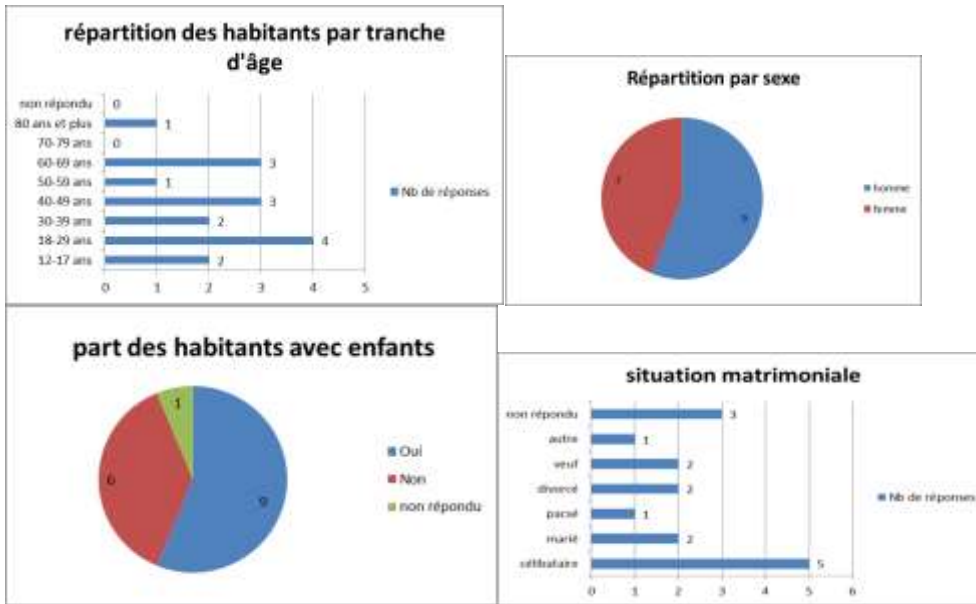 répartition des habitants par tranche
d'âge
non répondu 0
80 ans et plus 1
70-79 ans 0
60-69 ans 3
50-59 ans 1
40-49 ans 3
30-39 ans 2
18-29 ans 4
12-17 ans 2
0 1 2 3 4 5
Nb de réponses
Répartition par sexe
7
9
homme
femme
part des habitants avec enfants
1
6
9
Oui
Non
non répondu
situation matrimoniale
non répondu 3
autre 1
veuf 2
divorcé 2
pacsé 1
marié 2
célibataire 5
0 1 2 3 4 5 6
Nb de réponses